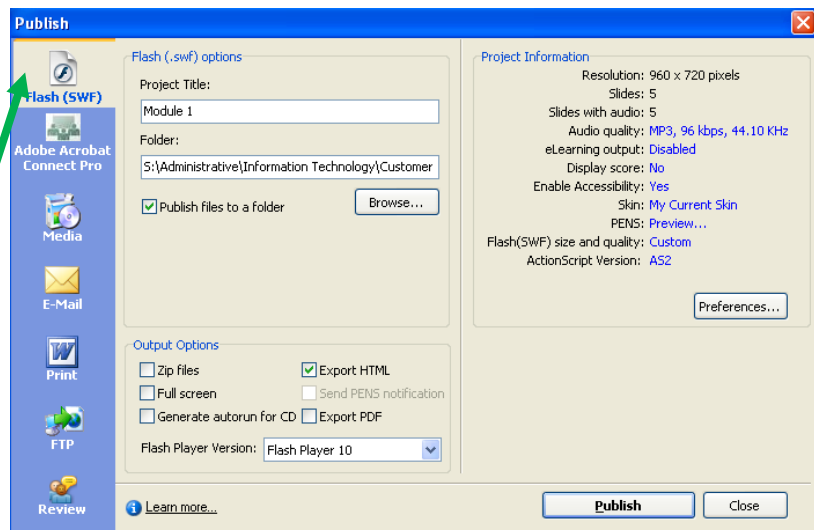 Publish
Flash (SWF)
Adobe Acrobat
Connect Pro
Media
E-Mail
Print
FTP
Review
Flash (.swf) options
Project Title:
Module 1
Folder:
S:\Administrative\Information Technology\Customer
Publish files to a folder
Browse...
Output Options
Zip files
Export HTML
Full screen
Send PENS notification
Generate autorun for CD
Export PDF
Flash Player Version: Flash Player 10
Project Information
Resolution: 960 x 720 pixels
Slides: 5
Slides with audio: 5
Audio quality: MP3, 96 kbps, 44.10 KHz
eLearning output: Disabled
Display score: No
Enable Accessibility: Yes
Skin: My Current Skin
PENS: Preview...
Flash(SWF) size and quality: Custom
ActionScript Version: AS2
Preferences...
Learn more...
Publish
Close